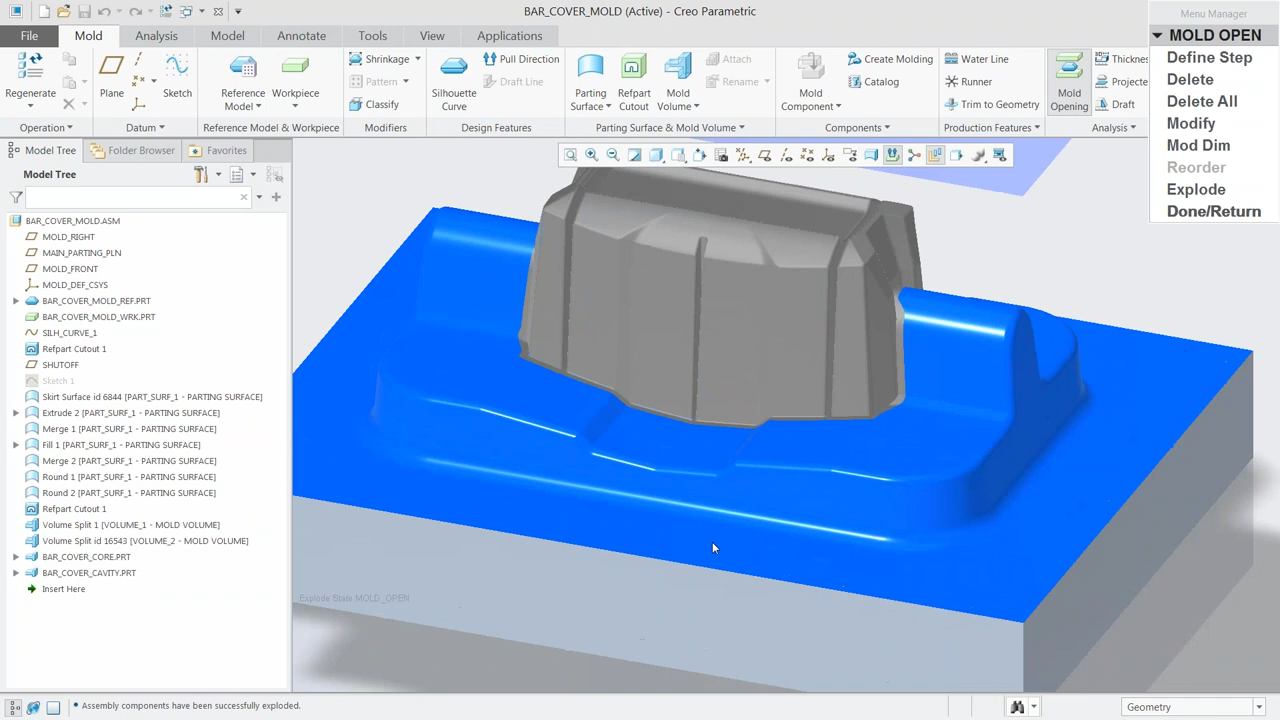 BAR_COVER_MOLD (Active) - Creo Parametric
Menu Manager
MOLD OPEN
Define Step
Delete
Delete All
Modify
Mod Dim
Reorder
Explode
Done/Return
File
Mold
Analysis
Model
Annotate
Tools
View
Applications
Regenerate
Operation
Plane
Sketch
Datum
Reference
Model
Workpiece
Reference Model & Workpiece
Shrinkage
Pattern
Classify
Modifiers
Silhouette
Curve
Pull Direction
Draft Line
Design Features
Parting
Surface
Refpart
Cutout
Mold
Volume
Attach
Rename
Parting Surface & Mold Volume
Mold
Component
Create Molding
Catalog
Components
Water Line
Runner
Trim to Geometry
Production Features
Mold
Opening
Thicknes
Projecte
Draft
Analysis
Model Tree
Folder Browser
Favorites
Model Tree
BAR_COVER_MOLD.ASM
MOLD_RIGHT
MAIN_PARTING_PLN
MOLD_FRONT
MOLD_DEF_CSYS
BAR_COVER_MOLD_REF.PRT
BAR_COVER_MOLD_WRK.PRT
SILH_CURVE_1
Refpart Cutout 1
SHUTOFF
Sketch 1
Skirt Surface id 6844 [PART_SURF_1 - PARTING SURFACE)
Extrude 2 [PART_SURF_1 - PARTING SURFACE)
Merge 1 [PART_SURF_1 - PARTING SURFACE)
Fill 1 [PART_SURF_1 - PARTING SURFACE)
Merge 2 [PART_SURF_1 - PARTING SURFACE)
Round 1 [PART_SURF_1 - PARTING SURFACE)
Round 2 [PART_SURF_1 - PARTING SURFACE)
Refpart Cutout 1
Volume Split 1 [VOLUME_1 - MOLD VOLUME)
Volume Split id 16543 [VOLUME_2 - MOLD VOLUME)
BAR_COVER_CORE.PRT
BAR_COVER_CAVITY.PRT
Insert Here
Explode State MOLD_OPEN
• Assembly components have been successfully exploded.
Geometry